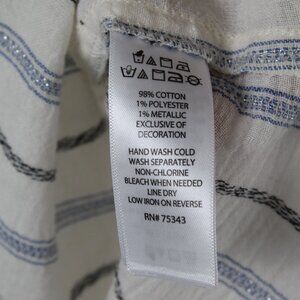 98% COTTON
1% POLYESTER
1% METALLIC
EXCLUSIVE OF
DECORATION
HAND WASH COLD
WASH SEPARATELY
NON-CHLORINE
BLEACH WHEN NEEDED
LINE DRY
LOW IRON ON REVERSE
RN# 75343